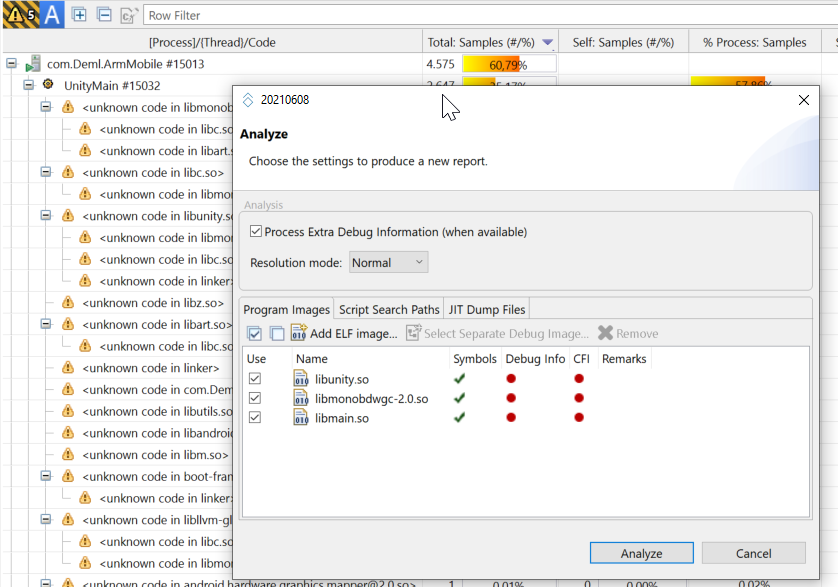 5 A Row Filter
[Process]/{Thread}/Code Total: Samples (#/%) Self: Samples (#/%) % Process: Samples
com.Deml.ArmMobile #15013 4.575 60,79%
UnityMain #15032
<unknown code in libmonob
<unknown code in libc.so
<unknown code in libart.s
<unknown code in libc.so>
<unknown code in libmo
<unknown code in libunity.so
<unknown code in libmo
<unknown code in libc.so
<unknown code in linker
<unknown code in libz.so>
<unknown code in libart.so>
<unknown code in libc.so
<unknown code in linker>
<unknown code in com.Dem
<unknown code in libutils.so
<unknown code in libandroid
<unknown code in libm.so>
<unknown code in boot-fran
<unknown code in linker
<unknown code in libllvm-gl
<unknown code in libc.so
<unknown code in libmo
<unknown code in android.hardware.graphics.mapper@2.0.so> 1 0,01% 0 0,00% 0,02%
20210608
Analyze
Choose the settings to produce a new report.
Analysis
Process Extra Debug Information (when available)
Resolution mode: Normal
Program Images Script Search Paths JIT Dump Files
Add ELF image... Select Separate Debug Image... Remove
Use Name Symbols Debug Info CFI Remarks
libunity.so
libmonobdwgc-2.0.so
libmain.so
Analyze Cancel